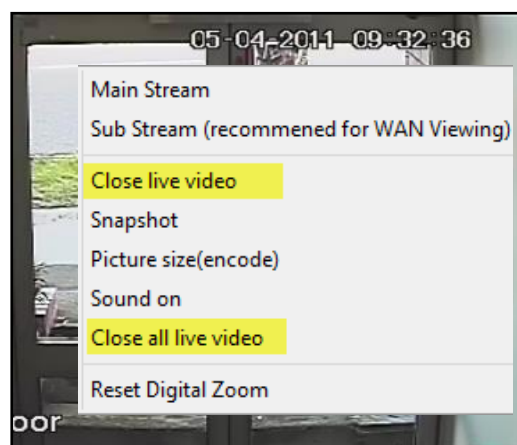 05-04-2011 09:32:36
Main Stream
Sub Stream (recommened for WAN Viewing)
Close live video
Snapshot
Picture size(encode)
Sound on
Close all live video
Reset Digital Zoom
oor